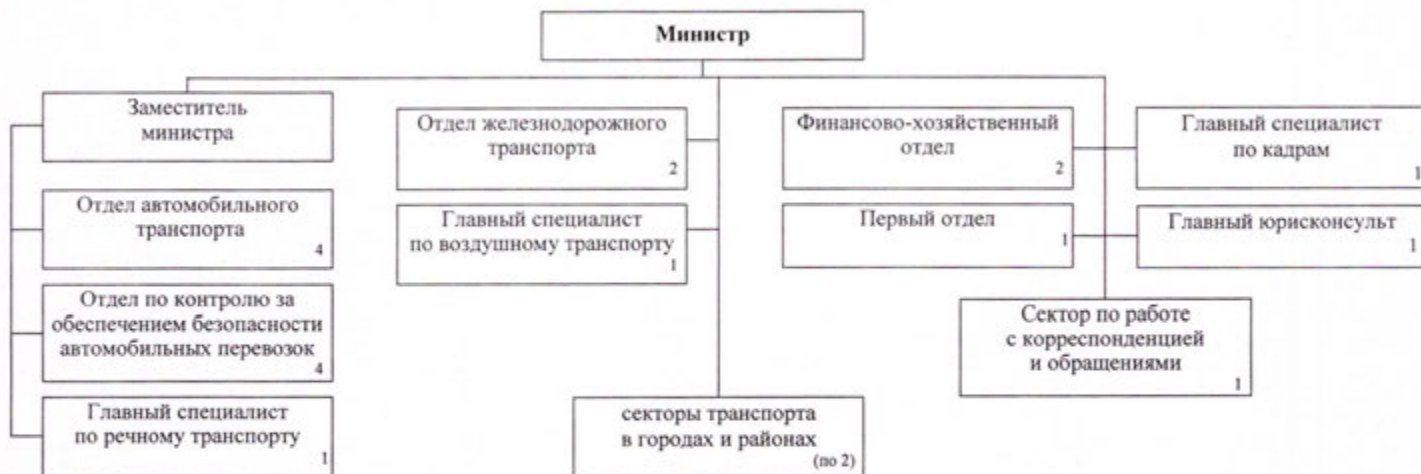 Министр
Заместитель
министра
Отдел автомобильного
транспорта
4
Отдел по контролю за
обеспечением безопасности
автомобильных перевозок
4
Главный специалист
по речному транспорту
1
Отдел железнодорожного
транспорта
2
Главный специалист
по воздушному транспорту
1
секторы транспорта
в городах и районах
(по 2)
Финансово-хозяйственный
отдел
2
Первый отдел
1
Главный специалист
по кадрам
1
Главный юрисконсульт
1
Сектор по работе
с корреспонденцией
и обращениями
1